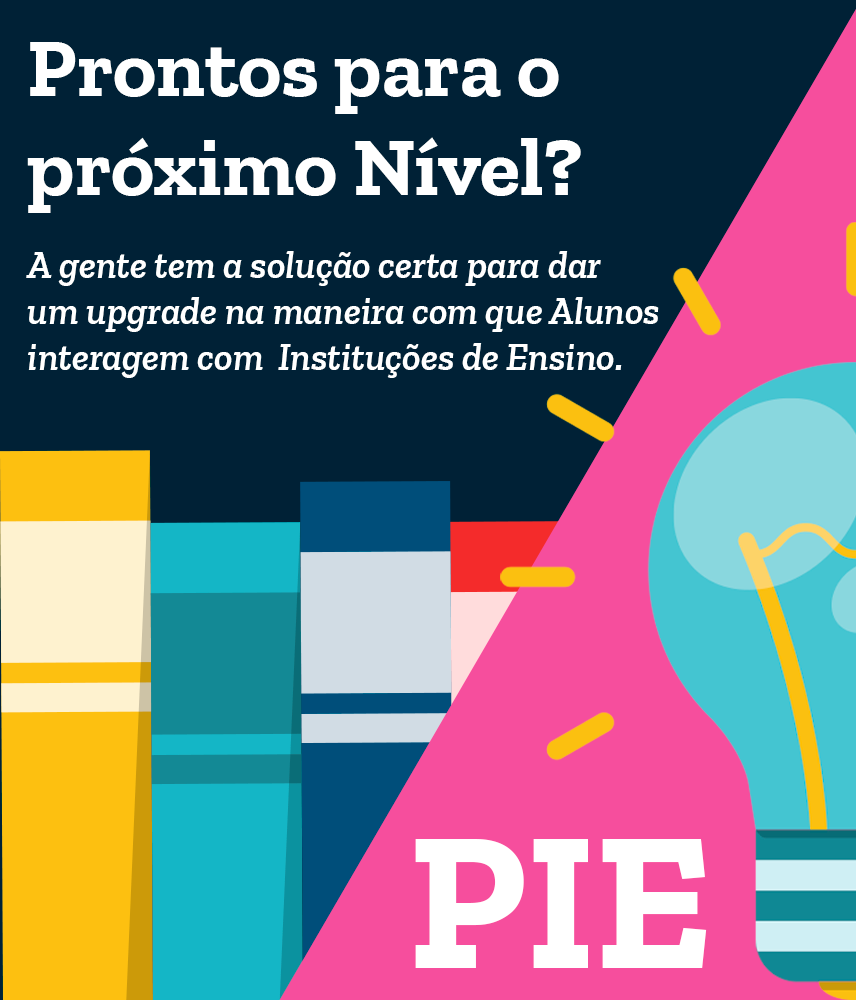 Prontos para o
próximo Nível?
A gente tem a solução certa para dar
um upgrade na maneira com que Alunos
interagem com  Instituções de Ensino.
PIE